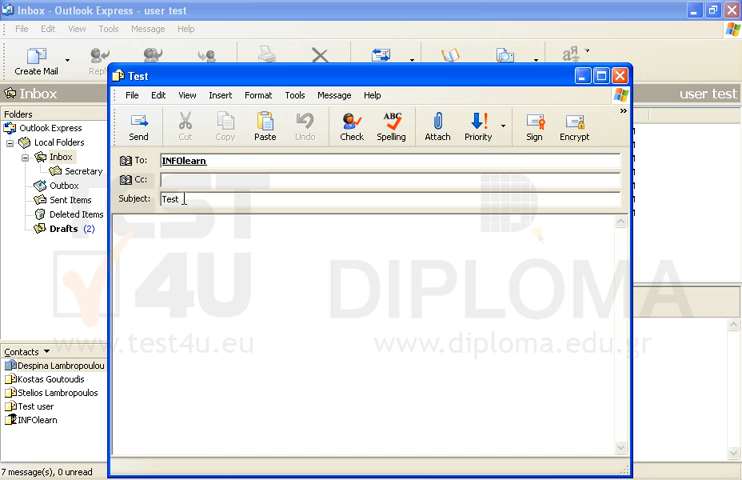 Inbox - Outlook Express - user test
File Edit View Tools Message Help
Create Mail
Inbox
user test
Folders
Outlook Express
Local Folders
Inbox
Secretary
Outbox
Sent Items
Deleted Items
Drafts (2)
Contacts
Despina Lambropoulou
Kostas Goutoudis
Stelios Lambropoulos
Test user
INFOlearn
7 message(s), 0 unread
Test
File Edit View Insert Format Tools Message Help
Send Cut Copy Paste Undo Check Spelling Attach Priority Sign Encrypt
To: INFOlearn
Cc:
Subject: Test
TEST
4U
www.test4u.eu
DIPLOMA
www.diploma.edu.gr